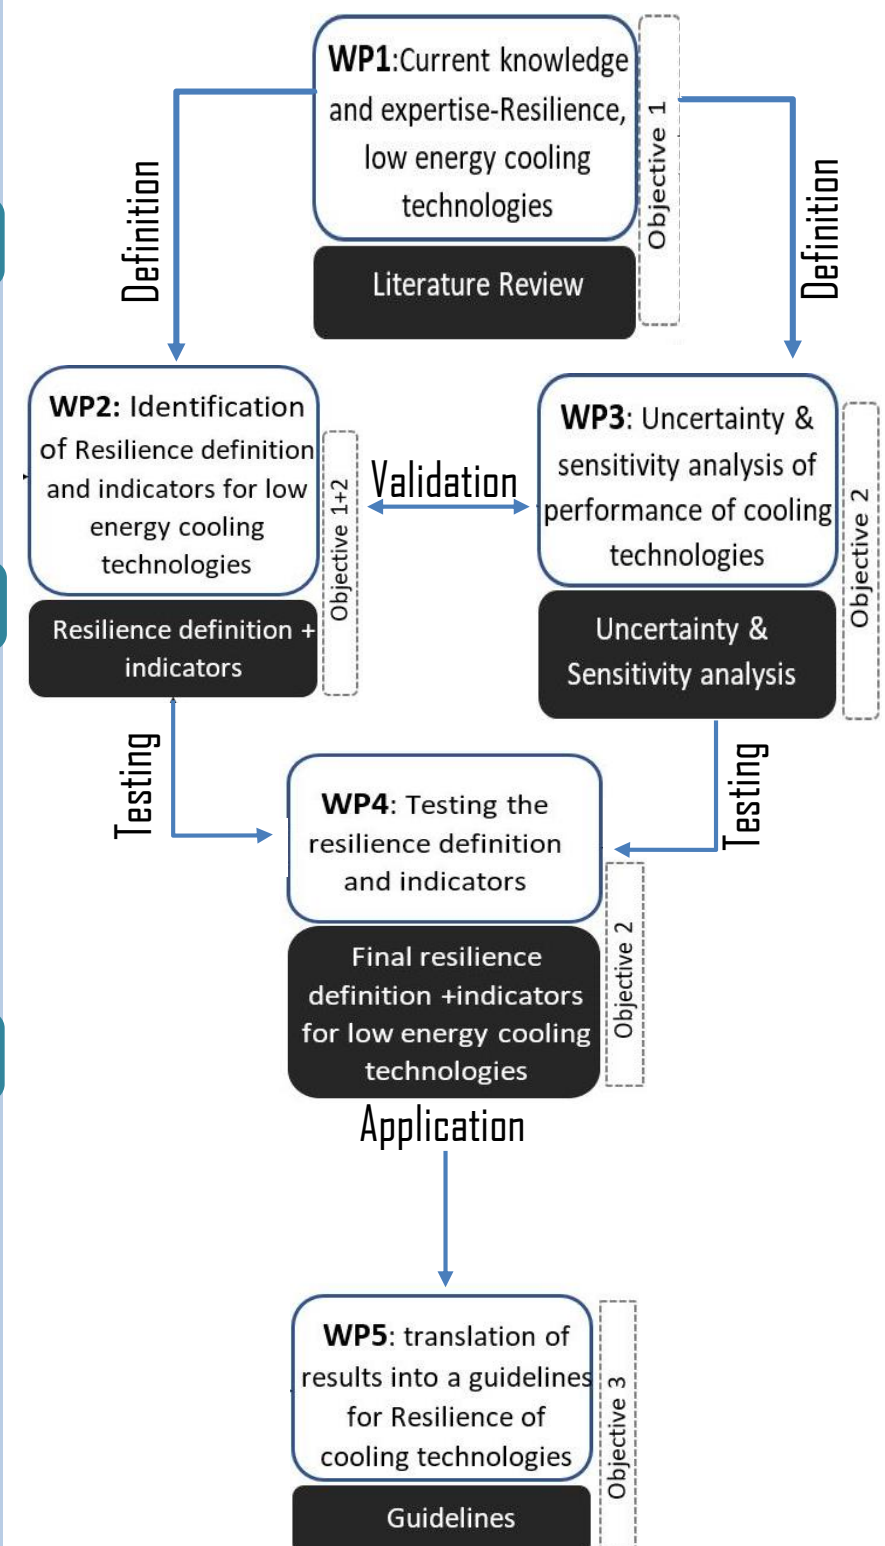 WP1:Current knowledge
and expertise-Resilience,
low energy cooling
technologies
Objective 1
Literature Review
Definition
Definition
WP2: Identification
of Resilience definition
and indicators for low
energy cooling
technologies
Objective 1+2
Resilience definition +
indicators
Validation
WP3: Uncertainty &
sensitivity analysis of
performance of cooling
technologies
Objective 2
Uncertainty &
Sensitivity analysis
Testing
Testing
WP4: Testing the
resilience definition
and indicators
Objective 2
Final resilience
definition +indicators
for low energy cooling
technologies
Application
WP5: translation of
results into a guidelines
for Resilience of
cooling technologies
Objective 3
Guidelines